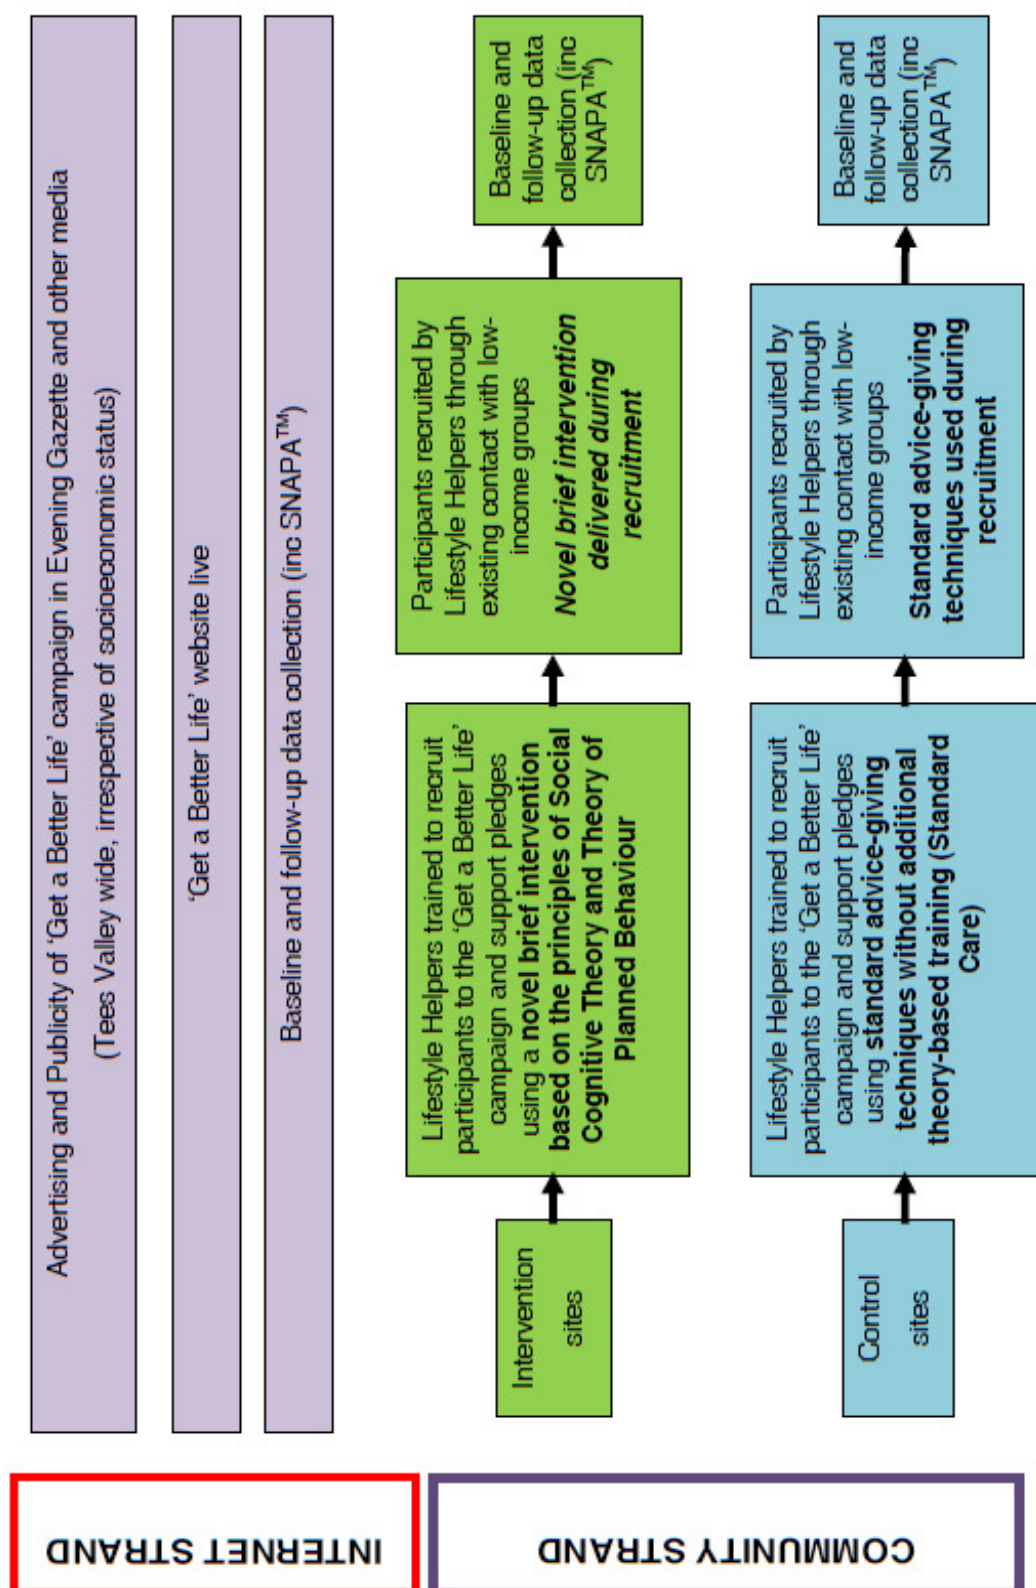 INTERNET STRAND
Advertising and Publicity of ‘Get a Better Life’ campaign in Evening Gazette and other media
(Tees Valley wide, irrespective of socioeconomic status)
‘Get a Better Life’ website live
Baseline and follow-up data collection (inc SNAPA™)
COMMUNITY STRAND
Intervention
sites
Lifestyle Helpers trained to recruit
participants to the ‘Get a Better Life’
campaign and support pledges
using a novel brief intervention
based on the principles of Social
Cognitive Theory and Theory of
Planned Behaviour
Participants recruited by
Lifestyle Helpers through
existing contact with low-
income groups
Novel brief intervention
delivered during
recruitment
Baseline and
follow-up data
collection (inc
SNAPA™)
Control
sites
Lifestyle Helpers trained to recruit
participants to the ‘Get a Better Life’
campaign and support pledges
using standard advice-giving
techniques without additional
theory-based training (Standard
Care)
Participants recruited by
Lifestyle Helpers through
existing contact with low-
income groups
Standard advice-giving
techniques used during
recruitment
Baseline and
follow-up data
collection (inc
SNAPA™)